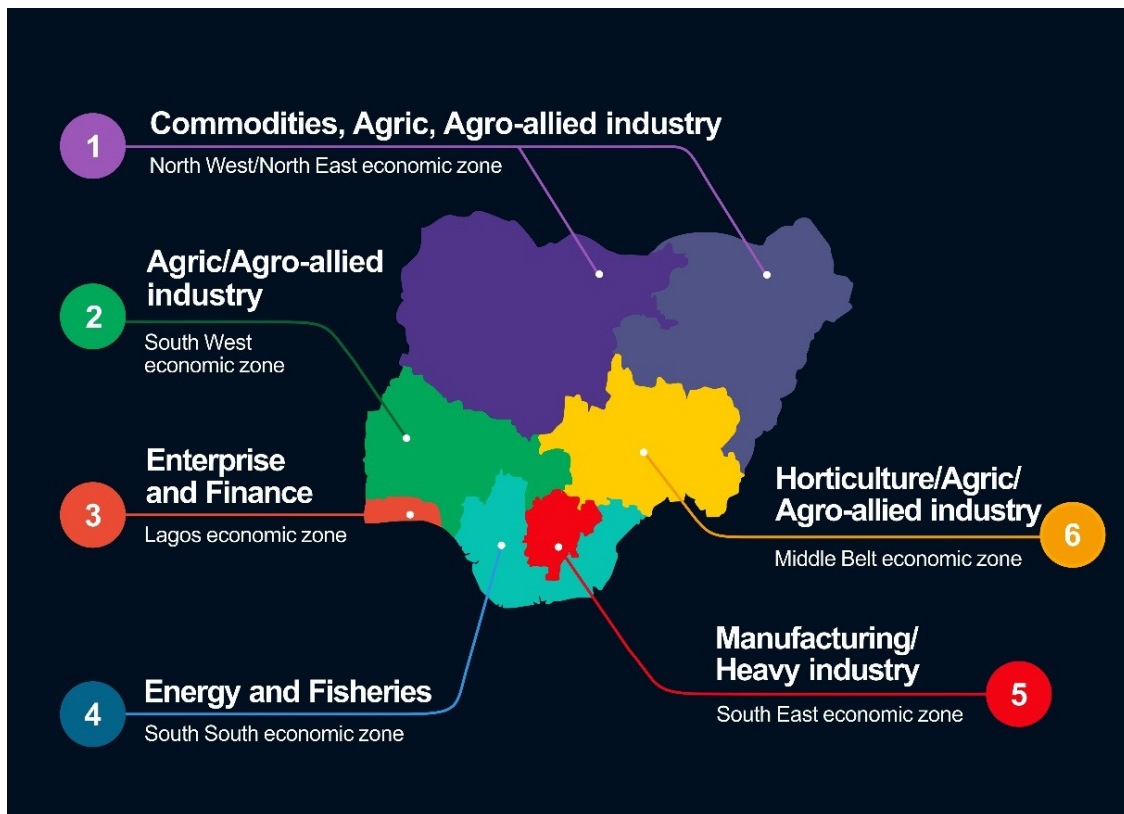 1
Commodities, Agric, Agro-allied industry
North West/North East economic zone
2
Agric/Agro-allied
industry
South West
economic zone
3
Enterprise
and Finance
Lagos economic zone
4
Energy and Fisheries
South South economic zone
5
Manufacturing/
Heavy industry
South East economic zone
6
Horticulture/Agric/
Agro-allied industry
Middle Belt economic zone